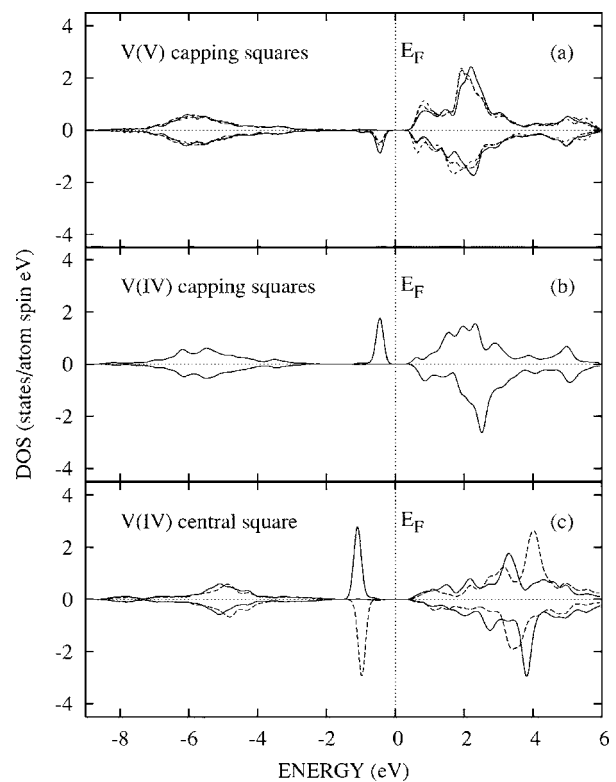 4
2
0
-2
-4
V(V) capping squares
E_F
(a)
4
2
0
-2
-4
V(IV) capping squares
E_F
(b)
4
2
0
-2
-4
V(IV) central square
E_F
(c)
-8 -6 -4 -2 0 2 4 6
DOS (states/atom spin eV)
ENERGY (eV)